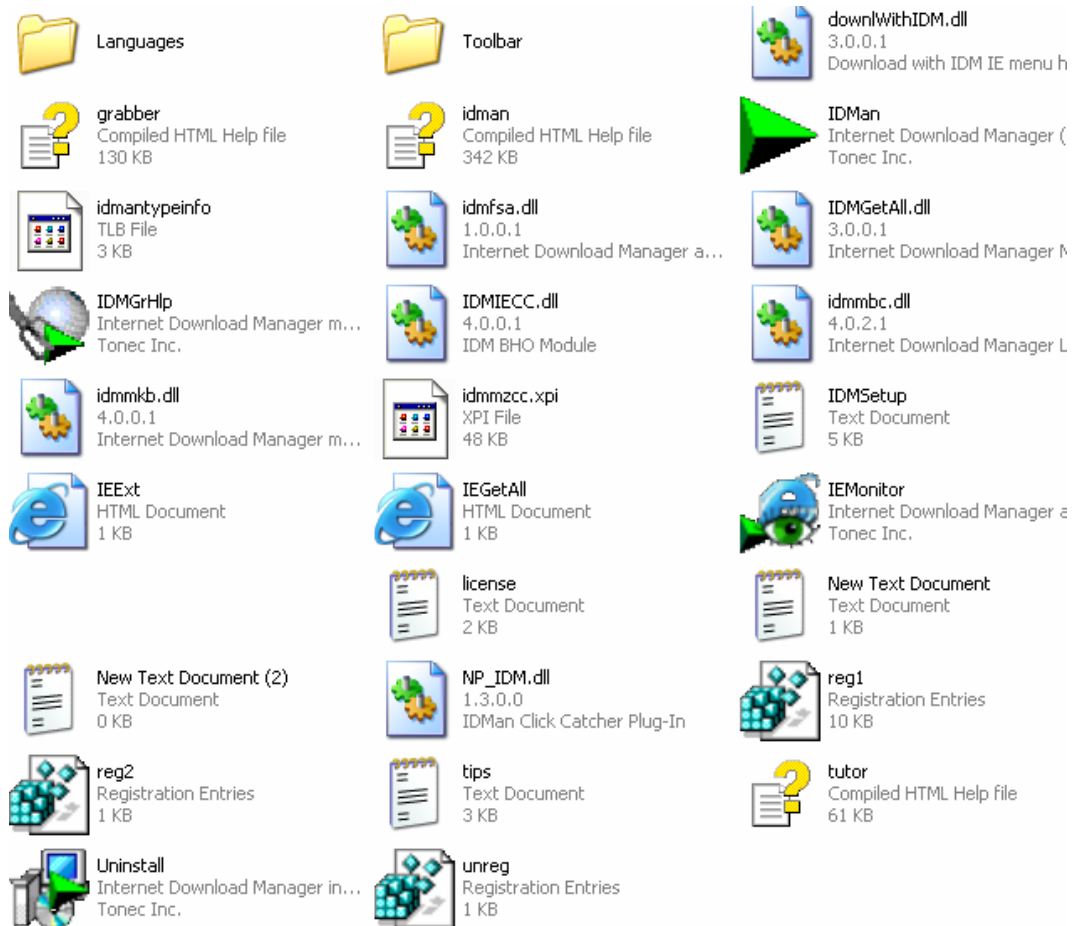 Languages
Toolbar
downlWithIDM.dll
3.0.0.1
Download with IDM IE menu h
grabber
Compiled HTML Help file
130 KB
idman
Compiled HTML Help file
342 KB
IDMan
Internet Download Manager (
Tonec Inc.
idmantypeinfo
TLB File
3 KB
idmfsa.dll
1.0.0.1
Internet Download Manager a...
IDMGetAll.dll
3.0.0.1
Internet Download Manager M
IDMGrHlp
Internet Download Manager m...
Tonec Inc.
IDMIECC.dll
4.0.0.1
IDM BHO Module
idmmbc.dll
4.0.2.1
Internet Download Manager L
idmmkb.dll
4.0.0.1
Internet Download Manager m...
idmmzcc.xpi
XPI File
48 KB
IDMSetup
Text Document
5 KB
IEExt
HTML Document
1 KB
IEGetAll
HTML Document
1 KB
IEMonitor
Internet Download Manager a
Tonec Inc.
license
Text Document
2 KB
New Text Document
Text Document
1 KB
New Text Document (2)
Text Document
0 KB
NP_IDM.dll
1.3.0.0
IDMan Click Catcher Plug-In
reg1
Registration Entries
10 KB
reg2
Registration Entries
1 KB
tips
Text Document
3 KB
tutor
Compiled HTML Help file
61 KB
Uninstall
Internet Download Manager in...
Tonec Inc.
unreg
Registration Entries
1 KB